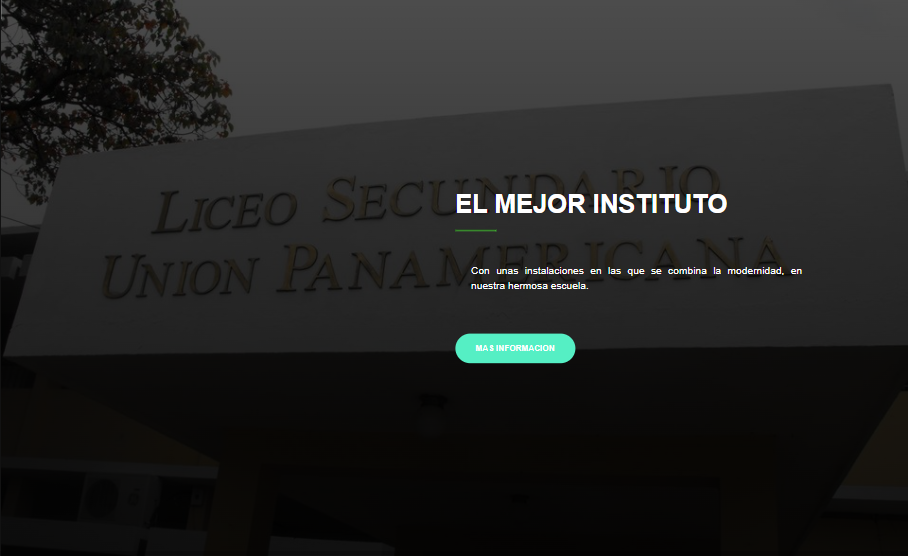 LICEO SECUNDARIO
UNION PANAMERICANA
EL MEJOR INSTITUTO
Con unas instalaciones en las que se combina la modernidad, en
nuestra hermosa escuela.
MAS INFORMACION